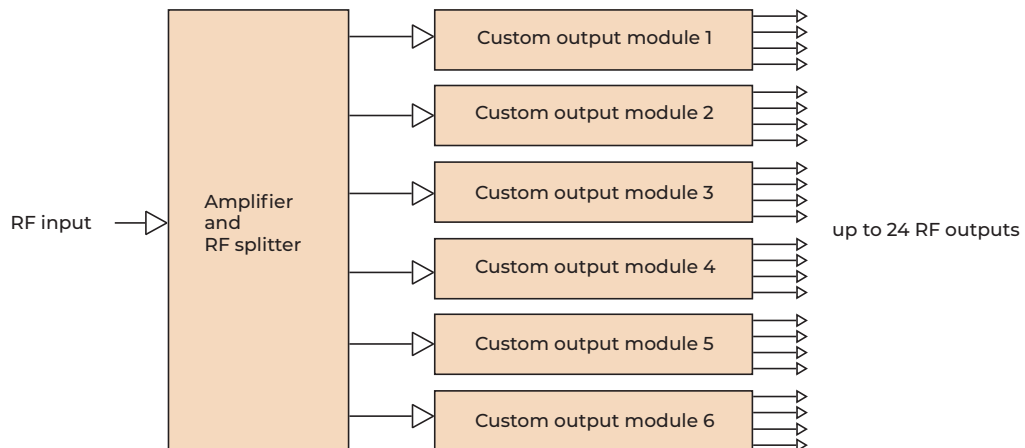 RF input
Amplifier
and
RF splitter
Custom output module 1
Custom output module 2
Custom output module 3
Custom output module 4
Custom output module 5
Custom output module 6
up to 24 RF outputs